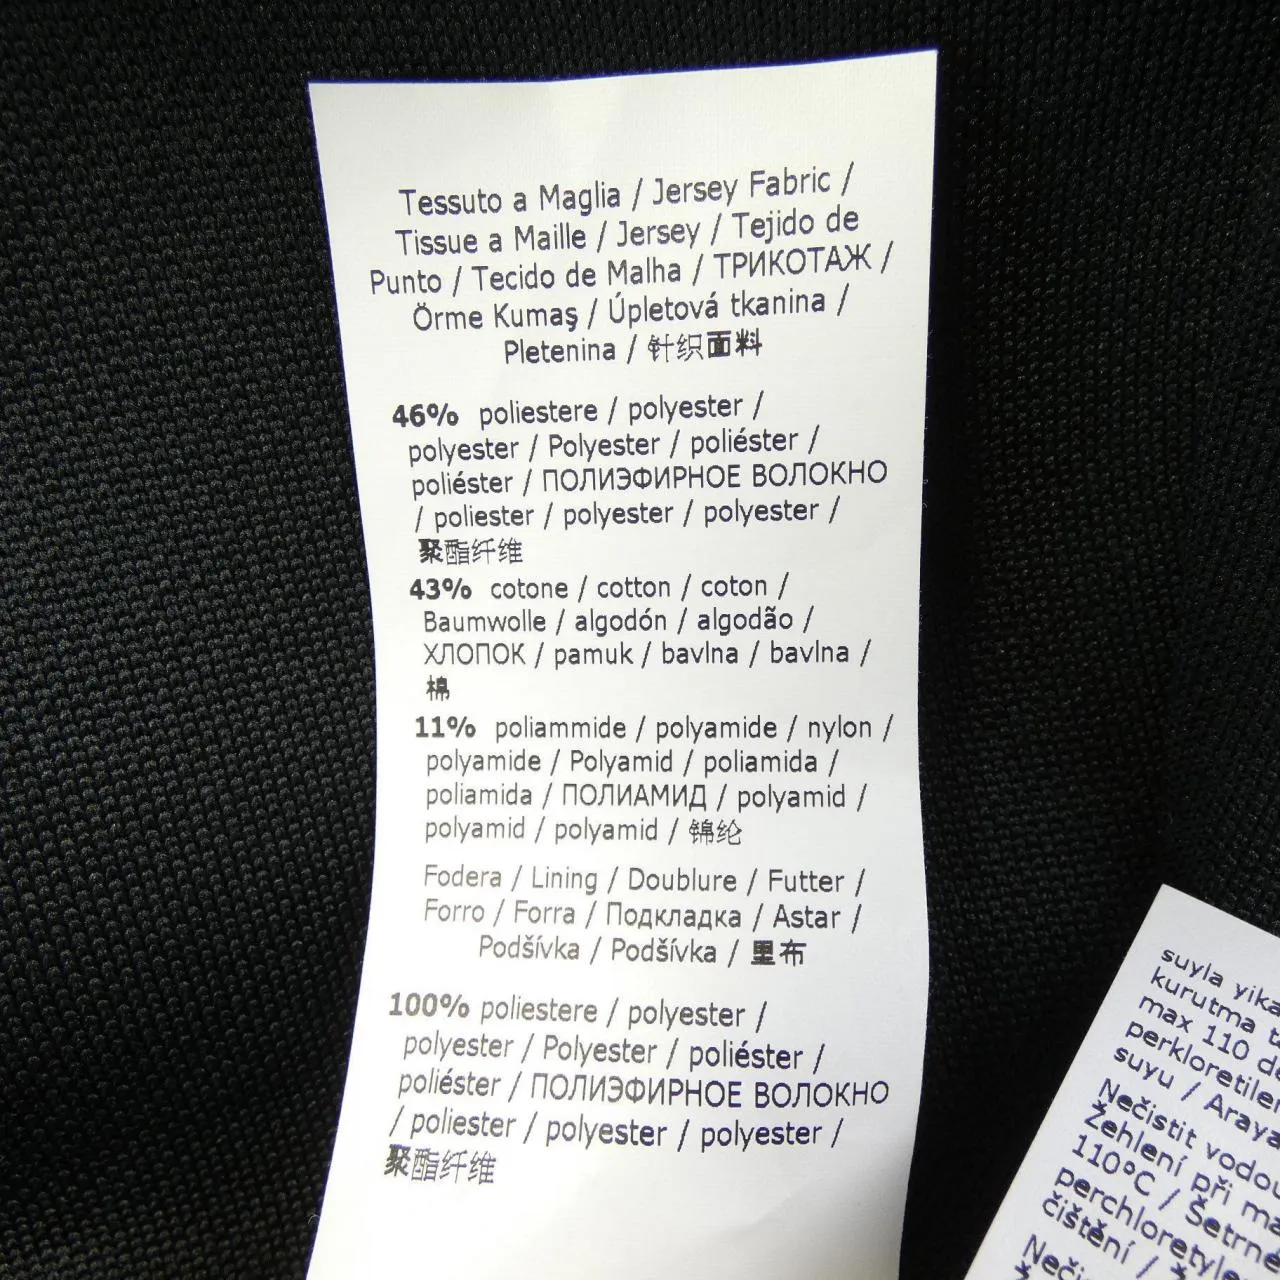 Tessuto a Maglia / Jersey Fabric /
Tissue a Maille / Jersey / Tejido de
Punto / Tecido de Malha / ТРИКОТАЖ /
Örme Kumaş / Úpletová tkanina /
Pletenina / 针织面料
46% poliestere / polyester /
polyester / Polyester / poliéster /
poliéster / ПОЛИЭФИРНОЕ ВОЛОКНО
/ poliester / polyester / polyester /
聚酯纤维
43% cotone / cotton / coton /
Baumwolle / algodón / algodão /
ХЛОПОК / pamuk / bavlna / bavlna /
棉
11% poliammide / polyamide / nylon /
polyamide / Polyamid / poliamida /
poliamida / ПОЛИАМИД / polyamid /
polyamid / polyamid / 锦纶
Fodera / Lining / Doublure / Futter /
Forro / Forra / Подкладка / Astar /
Podšívka / Podšívka / 里布
100% poliestere / polyester /
polyester / Polyester / poliéster /
poliéster / ПОЛИЭФИРНОЕ ВОЛОКНО
/ poliester / polyester / polyester /
聚酯纤维
suyla yika
kurutma
max 110
perkloretilen
suyu / Araya
Nečistit vodou
Žehlení při ma
110°C / Šetrné
perchloretyle
čištění /